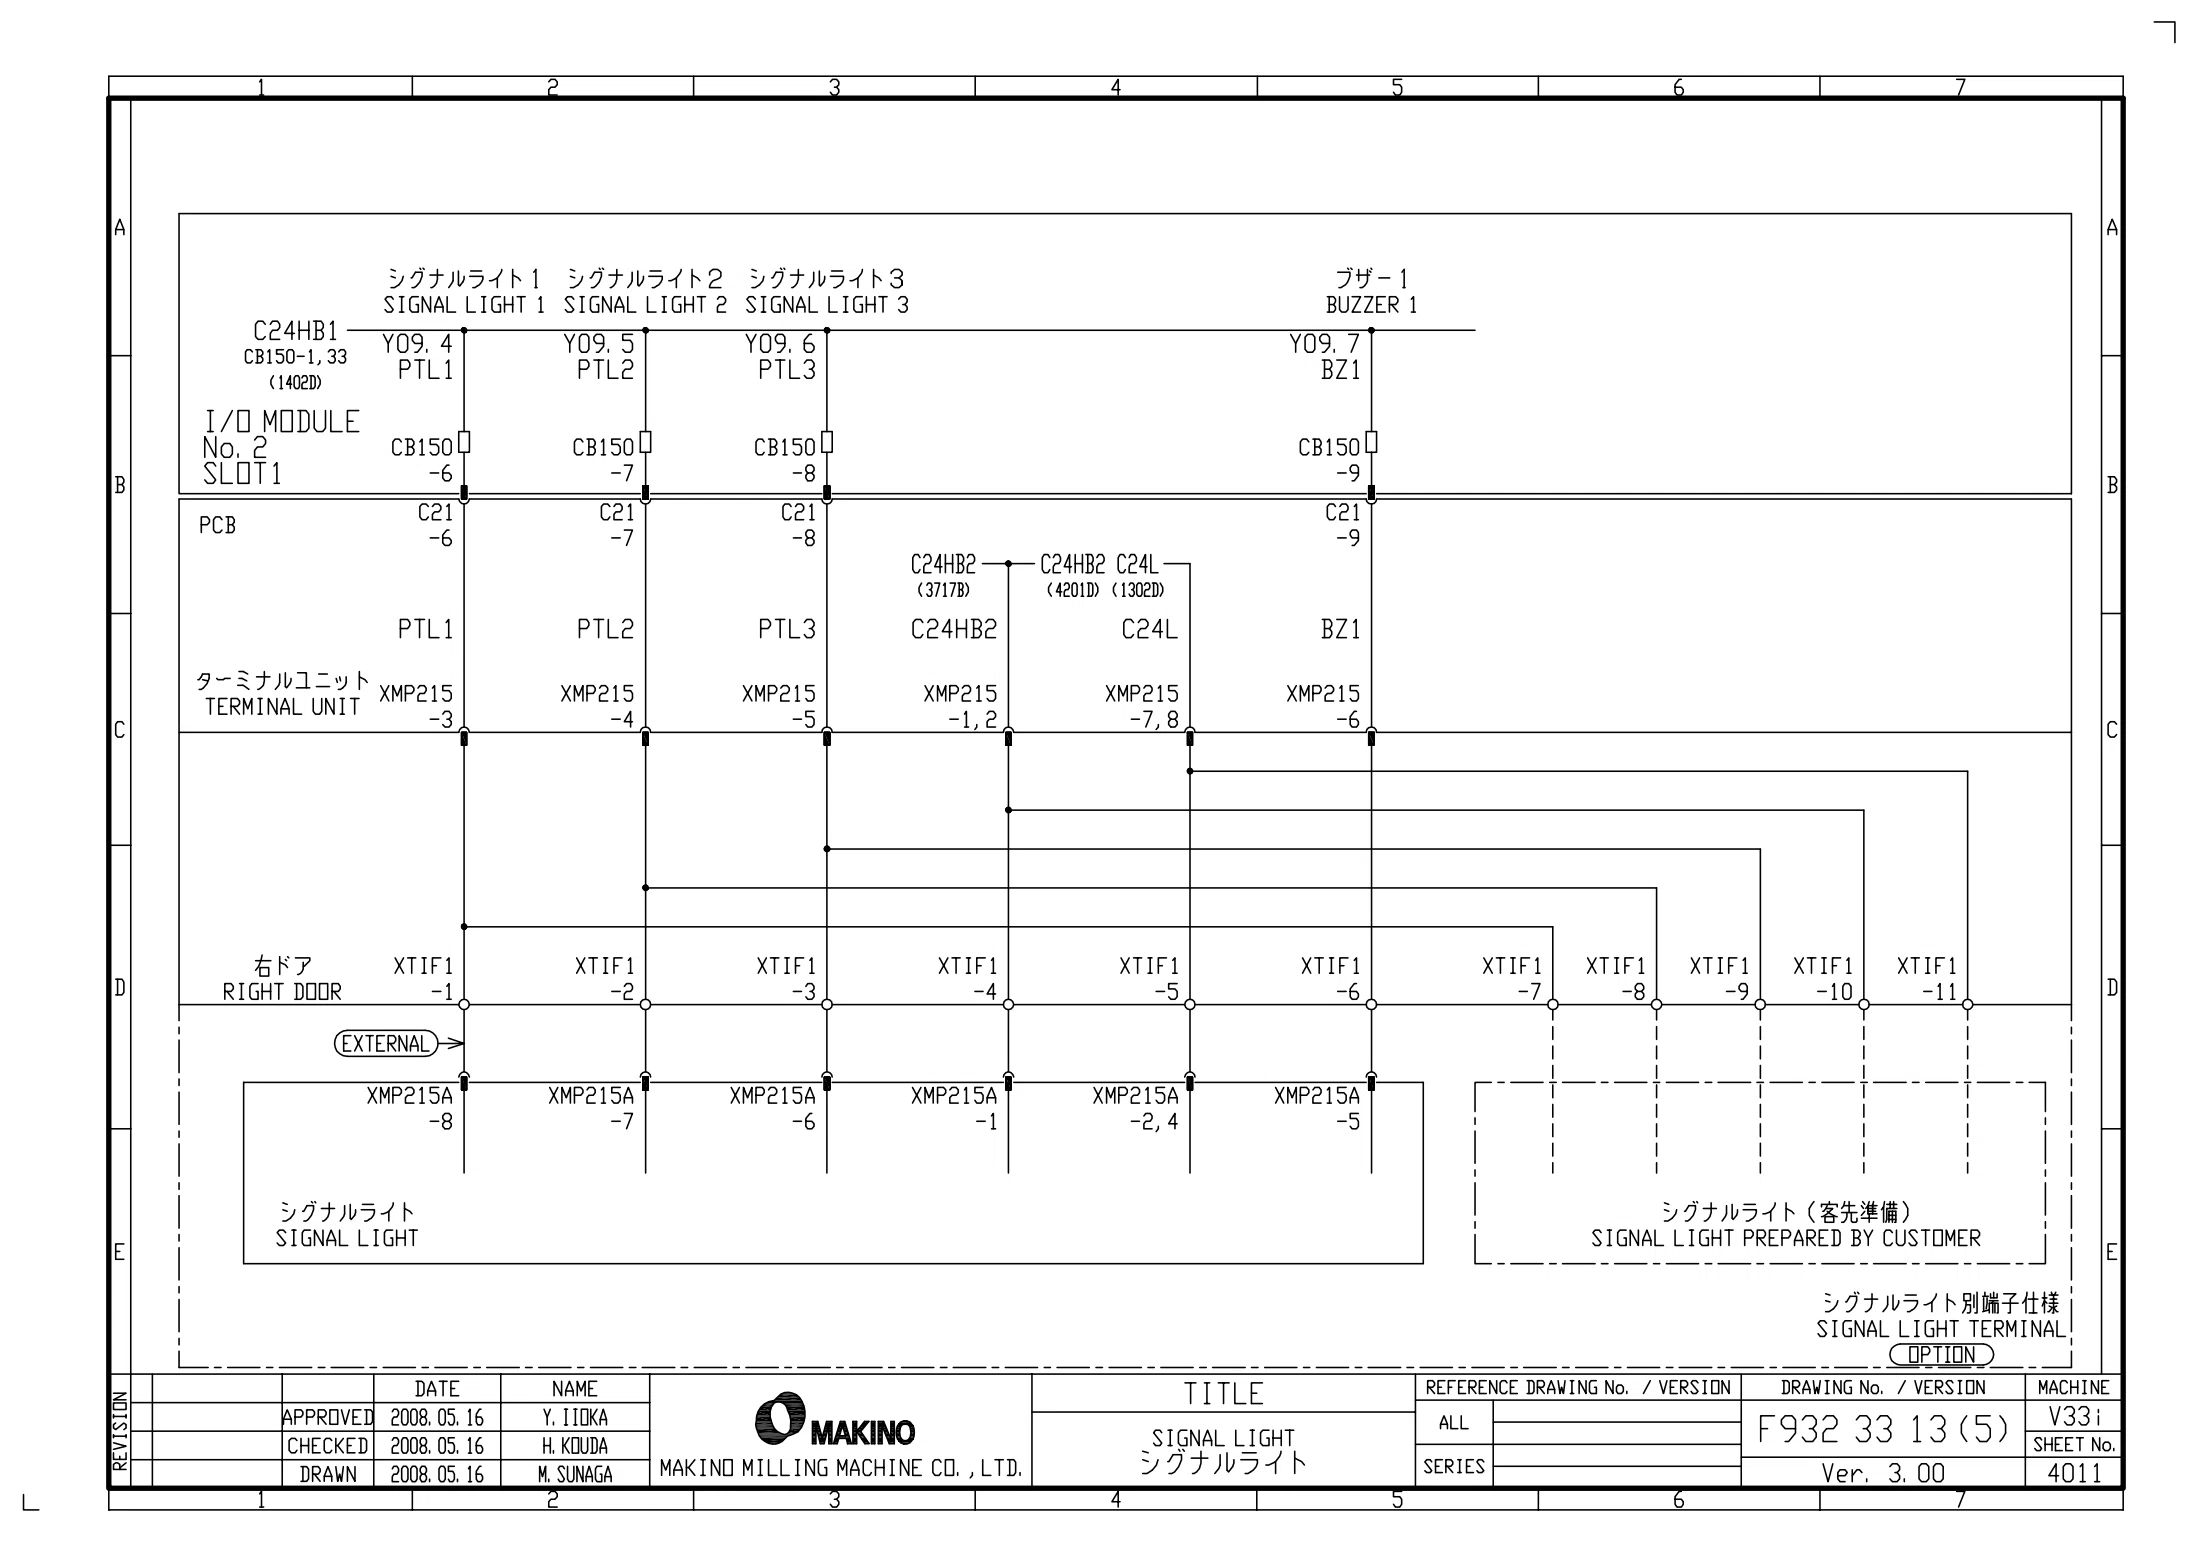 1 2 3 4 5 6 7
A A
シグナルライト1 シグナルライト2 シグナルライト3 ブザー1
SIGNAL LIGHT 1 SIGNAL LIGHT 2 SIGNAL LIGHT 3 BUZZER 1
C24HB1
Y09.4 Y09.5 Y09.6 Y09.7
CB150-1,33
PTL1 PTL2 PTL3 BZ1
(1402D)
I/O MODULE
No. 2
SLOT1
CB150 CB150 CB150 CB150
-6 -7 -8 -9
B B
PCB
C21 C21 C21 C21
-6 -7 -8 -9
C24HB2 C24HB2 C24L
(3717B) (4201D) (1302D)
PTL1 PTL2 PTL3 C24HB2 C24L BZ1
ターミナルユニット
TERMINAL UNIT
XMP215 XMP215 XMP215 XMP215 XMP215 XMP215
-3 -4 -5 -1,2 -7,8 -6
C C
右ドア
RIGHT DOOR
XTIF1 XTIF1 XTIF1 XTIF1 XTIF1 XTIF1 XTIF1 XTIF1 XTIF1 XTIF1 XTIF1
-1 -2 -3 -4 -5 -6 -7 -8 -9 -10 -11
D D
EXTERNAL
XMP215A XMP215A XMP215A XMP215A XMP215A XMP215A
-8 -7 -6 -1 -2,4 -5
シグナルライト
SIGNAL LIGHT
シグナルライト(客先準備)
SIGNAL LIGHT PREPARED BY CUSTOMER
E E
シグナルライト別端子仕様
SIGNAL LIGHT TERMINAL
OPTION
REVISION
DATE NAME
APPROVED 2008.05.16 Y. IIOKA
CHECKED 2008.05.16 H. KOUDA
DRAWN 2008.05.16 M. SUNAGA
MAKINO
MAKINO MILLING MACHINE CO.,LTD.
TITLE
SIGNAL LIGHT
シグナルライト
REFERENCE DRAWING No. / VERSION
ALL
SERIES
DRAWING No. / VERSION
F932 33 13(5)
Ver. 3.00
MACHINE
V33i
SHEET No.
4011
1 2 3 4 5 6 7